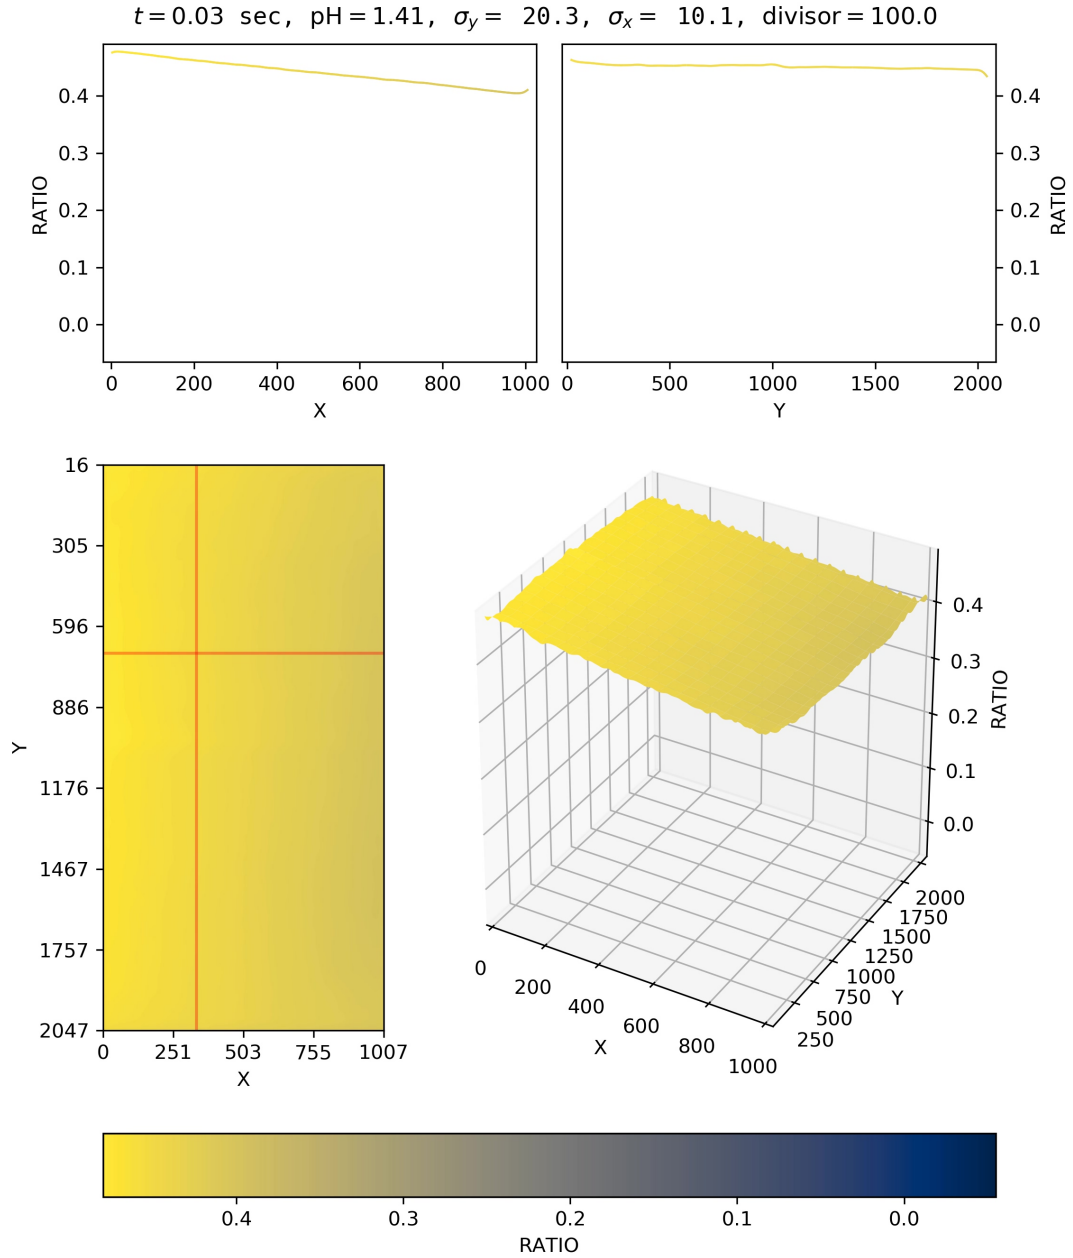 t = 0.03 sec, pH = 1.41, σy = 20.3, σx = 10.1, divisor = 100.0
0.4
0.3
0.2
0.1
0.0
RATIO
0 200 400 600 800 1000
X
0.4
0.3
0.2
0.1
0.0
RATIO
0 500 1000 1500 2000
Y
16
305
596
886
1176
1467
1757
2047
Y
0 251 503 755 1007
X
0.4
0.3
0.2
0.1
0.0
RATIO
2000
1750
1500
1250
1000
750
500
250
Y
0
200
400
600
800
1000
X
0.4 0.3 0.2 0.1 0.0
RATIO